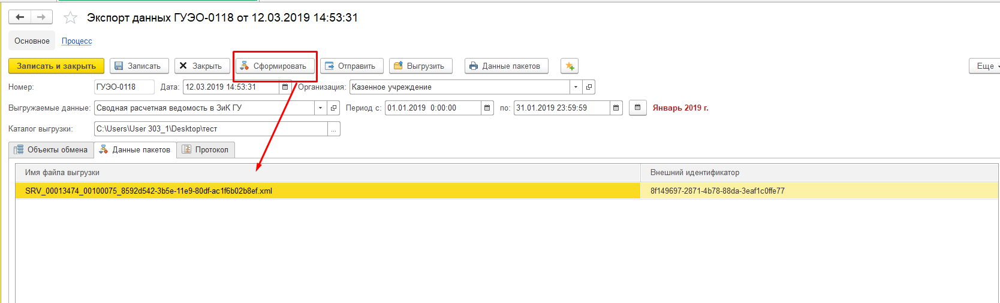 Экспорт данных ГУЭО-0118 от 12.03.2019 14:53:31
Основное Процесс
Записать и закрыть Записать Закрыть Сформировать Отправить Выгрузить Данные пакетов Еще
Номер: ГУЭО-0118 Дата: 12.03.2019 14:53:31 Организация: Казенное учреждение
Выгружаемые данные: Сводная расчетная ведомость в ЗиК ГУ Период с: 01.01.2019 0:00:00 по: 31.01.2019 23:59:59 Январь 2019 г.
Каталог выгрузки: C:\Users\User 303_1\Desktop\тест ...
Объекты обмена Данные пакетов Протокол
Имя файла выгрузки Внешний идентификатор
SRV_00013474_00100075_8592d542-3b5e-11e9-80df-ac1f6b02b8ef.xml 8f149697-2871-4b78-88da-3eaf1c0ffe77